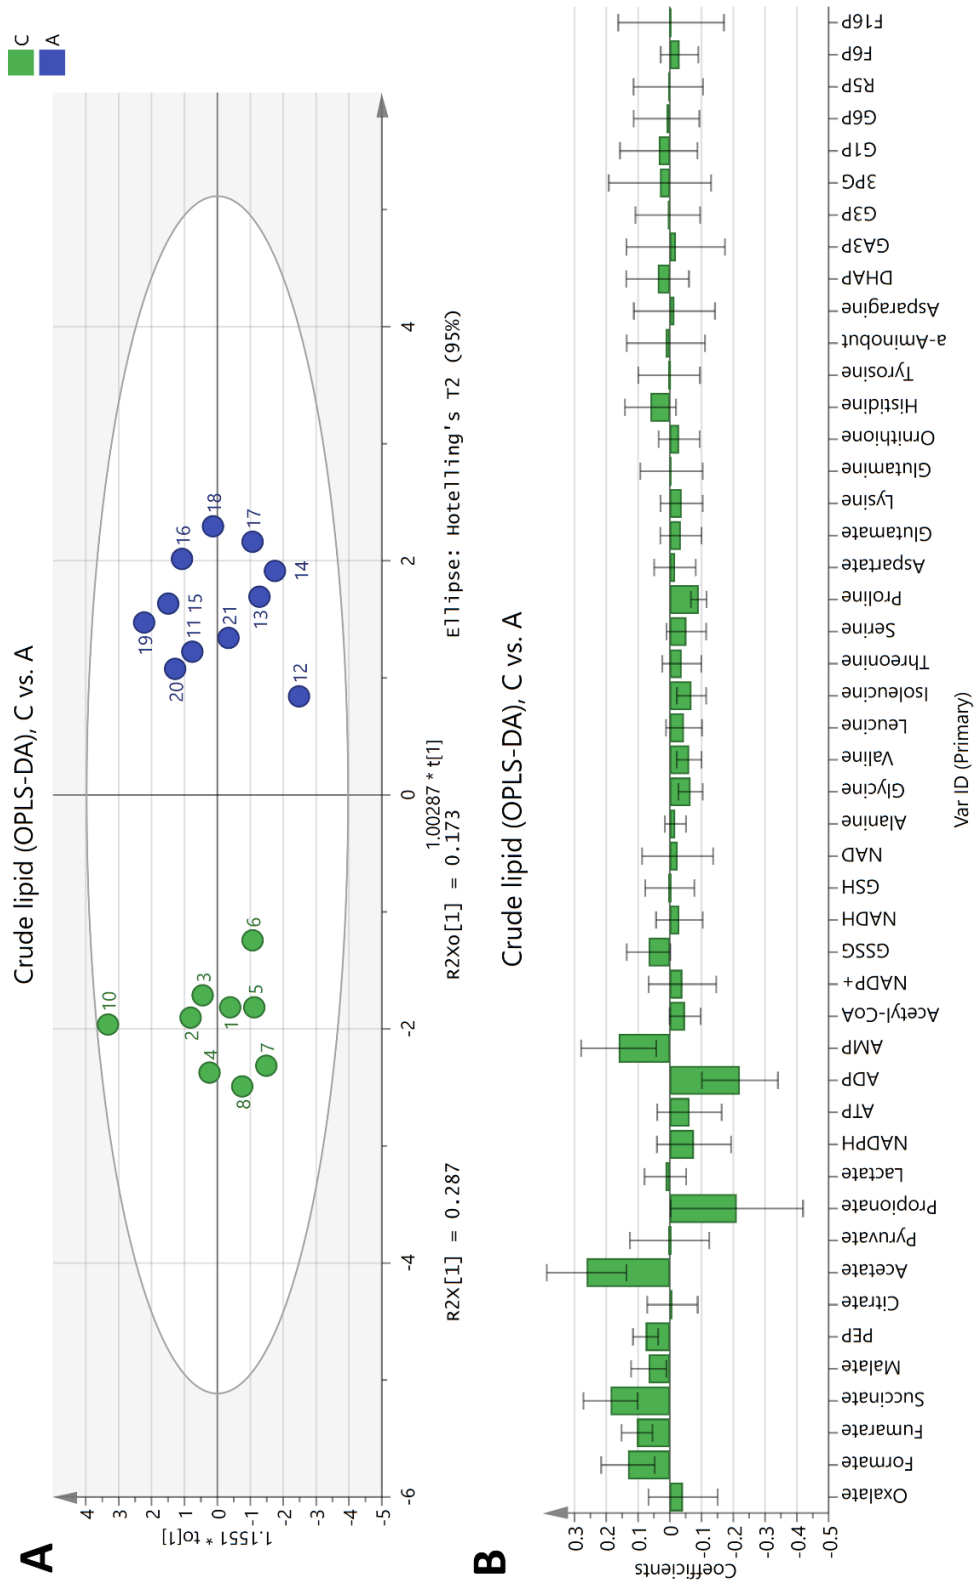 A
Crude lipid (OPLS-DA), C vs. A
C
A
1.1551 * to[1]
4
3
2
1
0
-1
-2
-3
-4
-5
10
2
3
4
1
5
6
7
8
19
20
11
15
16
18
17
21
13
14
12
-6
-4
-2
0
2
4
1.00287 * t[1]
R2X[1] = 0.287
R2Xo[1] = 0.173
Ellipse: Hotelling's T2 (95%)
B
Crude lipid (OPLS-DA), C vs. A
Coefficients
0.3
0.2
0.1
0
-0.1
-0.2
-0.3
-0.4
-0.5
Oxalate
Formate
Fumarate
Succinate
Malate
PEP
Citrate
Acetate
Pyruvate
Propionate
Lactate
NADPH
ATP
ADP
AMP
Acetyl-CoA
NADP+
GSSG
NADH
GSH
NAD
Alanine
Glycine
Valine
Leucine
Isoleucine
Threonine
Serine
Proline
Aspartate
Glutamate
Lysine
Glutamine
Ornithione
Histidine
Tyrosine
a-Aminobut
Asparagine
DHAP
GA3P
G3P
3PG
G1P
G6P
R5P
F6P
F16P
Var ID (Primary)